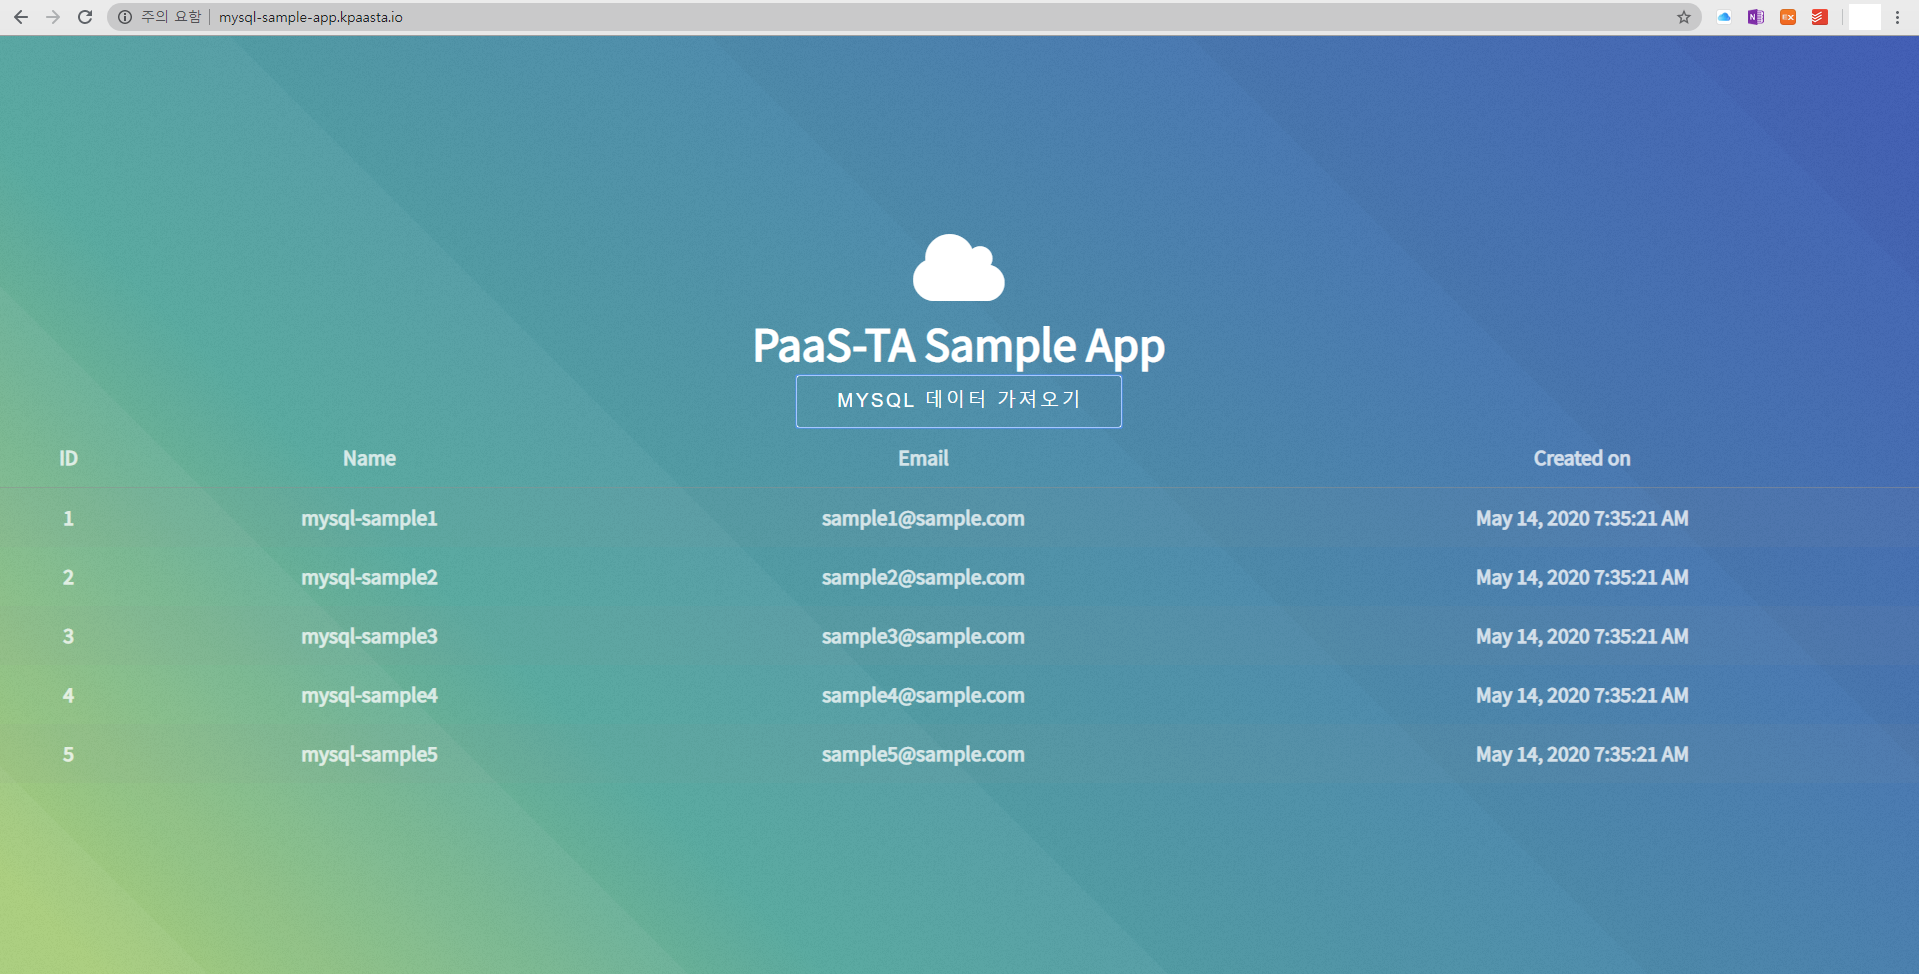 주의 요함 mysql-sample-app.kpaasta.io
PaaS-TA Sample App
MYSQL 데이터 가져오기
ID Name Email Created on
1 mysql-sample1 sample1@sample.com May 14, 2020 7:35:21 AM
2 mysql-sample2 sample2@sample.com May 14, 2020 7:35:21 AM
3 mysql-sample3 sample3@sample.com May 14, 2020 7:35:21 AM
4 mysql-sample4 sample4@sample.com May 14, 2020 7:35:21 AM
5 mysql-sample5 sample5@sample.com May 14, 2020 7:35:21 AM